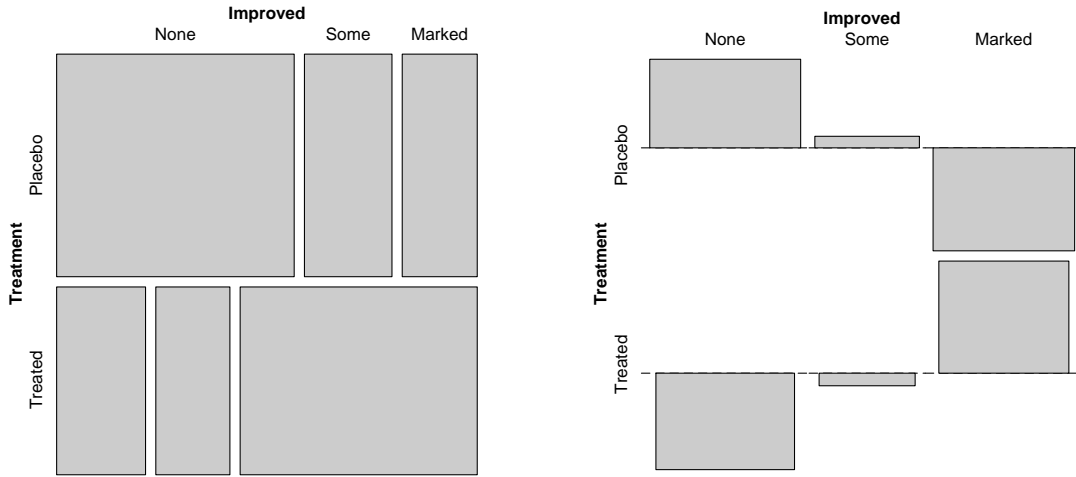 Improved
None Some Marked
Treatment
Placebo
Treated
Improved
None Some Marked
Treatment
Placebo
Treated